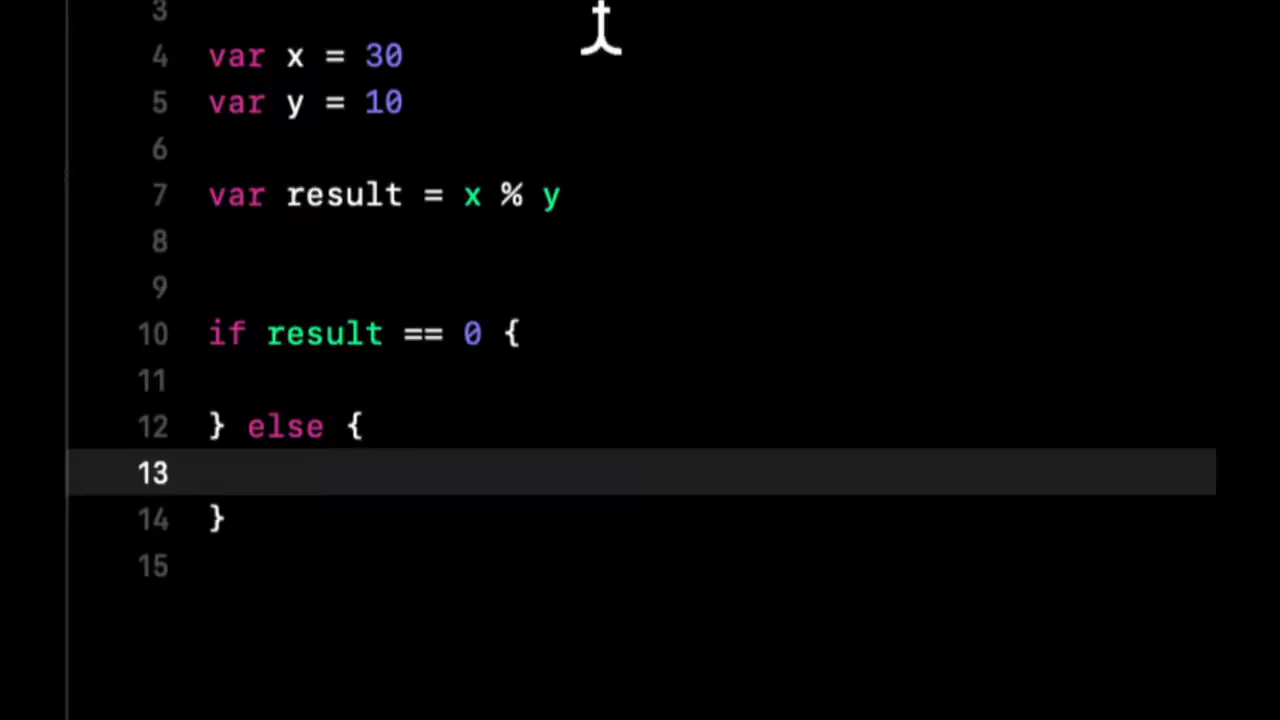 3
4 var x = 30
5 var y = 10
6
7 var result = x % y
8
9
10 if result == 0 {
11
12 } else {
13
14 }
15